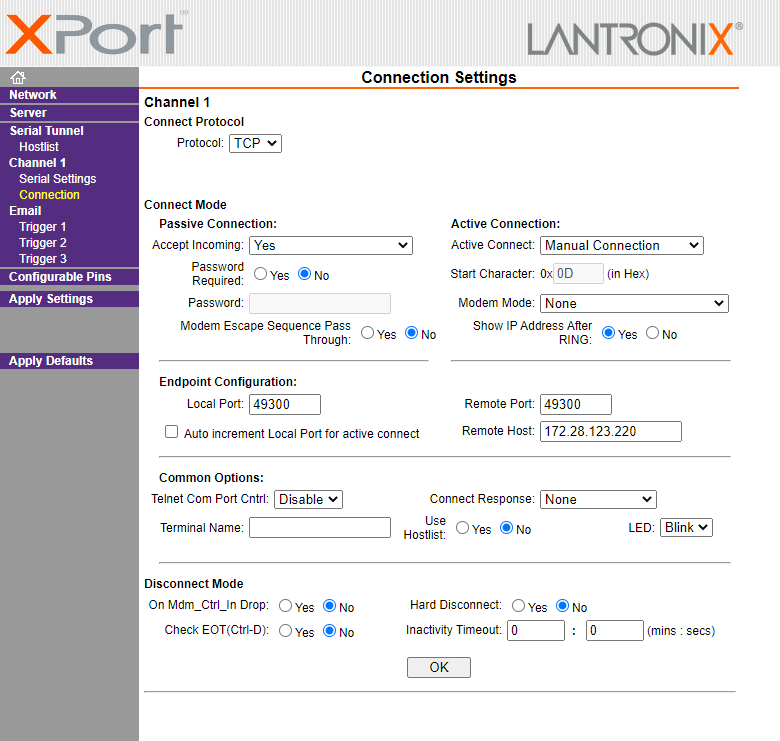 XPort™
LANTRONIX®
Network
Server
Serial Tunnel
Hostlist
Channel 1
Serial Settings
Connection
Email
Trigger 1
Trigger 2
Trigger 3
Configurable Pins
Apply Settings
Apply Defaults
Connection Settings
Channel 1
Connect Protocol
Protocol: TCP
Connect Mode
Passive Connection:
Accept Incoming: Yes
Password Required: Yes No
Password:
Modem Escape Sequence Pass Through: Yes No
Active Connection:
Active Connect: Manual Connection
Start Character: 0x 0D (in Hex)
Modem Mode: None
Show IP Address After RING: Yes No
Endpoint Configuration:
Local Port: 49300
Remote Port: 49300
Auto increment Local Port for active connect
Remote Host: 172.28.123.220
Common Options:
Telnet Com Port Cntrl: Disable
Connect Response: None
Terminal Name:
Use Hostlist: Yes No
LED: Blink
Disconnect Mode
On Mdm_Ctrl_In Drop: Yes No
Hard Disconnect: Yes No
Check EOT(Ctrl-D): Yes No
Inactivity Timeout: 0 : 0 (mins : secs)
OK